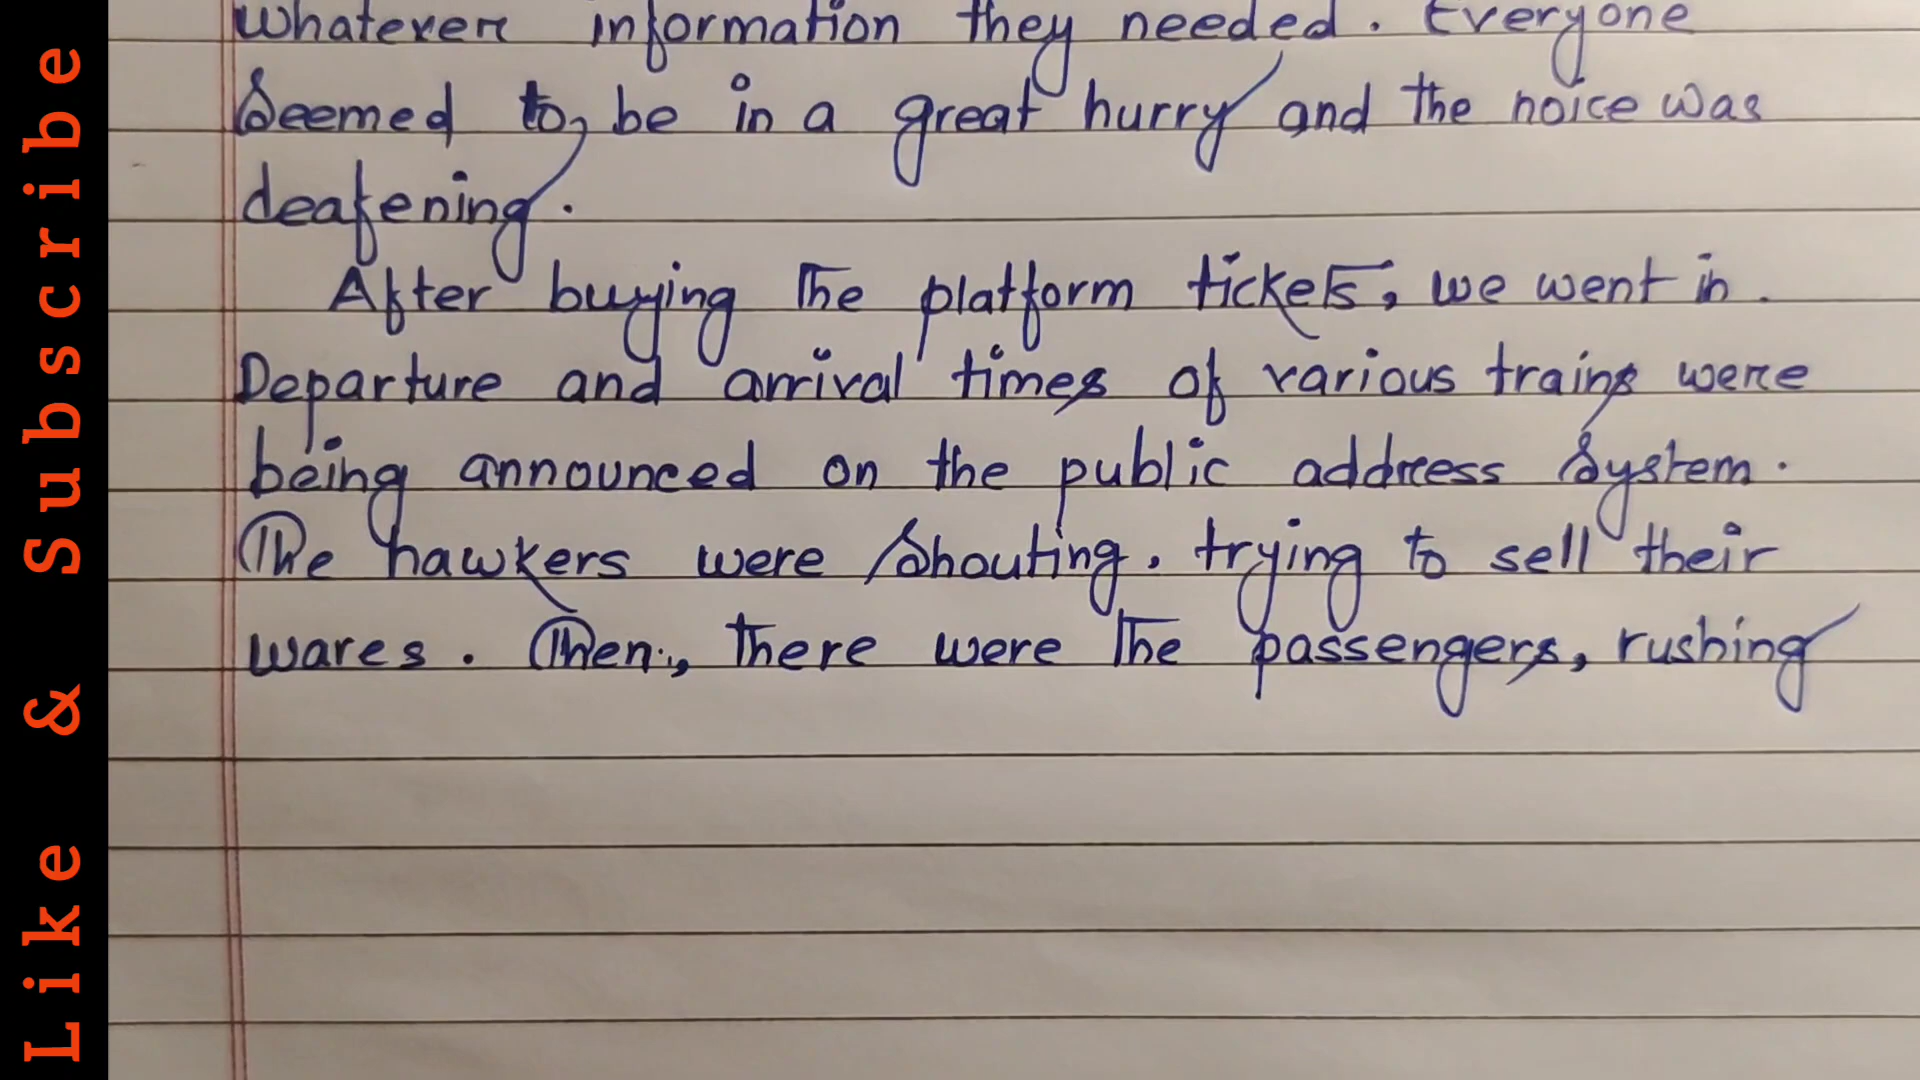 Like & Subscribe
Whatever information they needed. Everyone
Seemed to be in a great hurry and the noice was
deafening.
After buying the platform tickets, we went in.
Departure and arrival times of various trains were
being announced on the public address system.
The hawkers were shouting. trying to sell their
wares. Then, there were the passengers, rushing